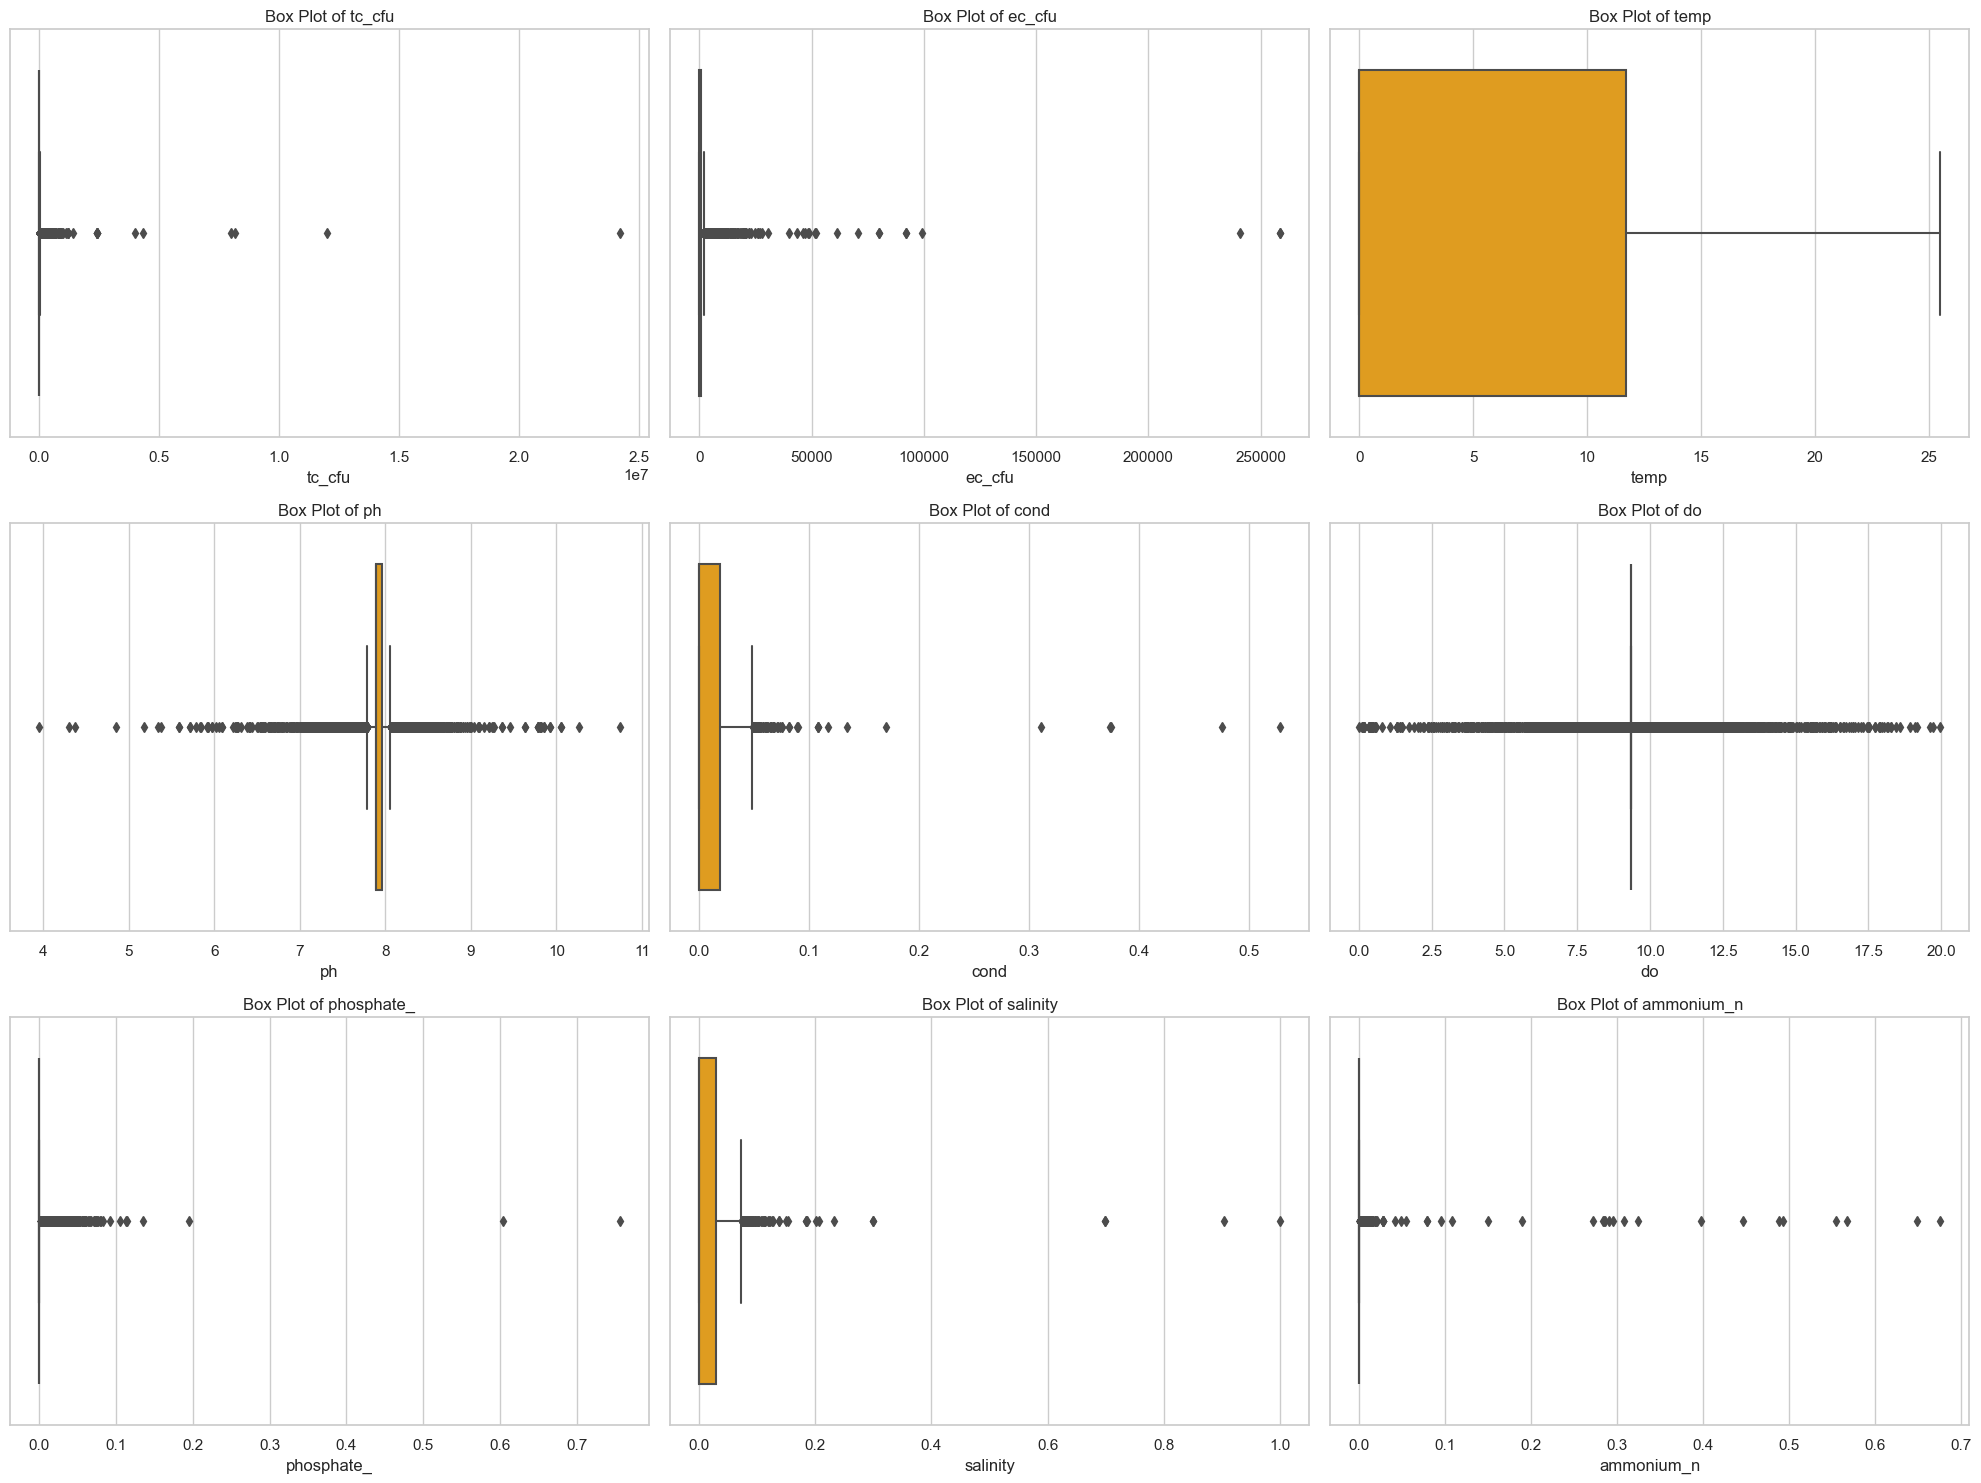 Box Plot of tc_cfu
Box Plot of ec_cfu
Box Plot of temp
0.0 0.5 1.0 1.5 2.0 2.5
1e7
tc_cfu
0 50000 100000 150000 200000 250000
ec_cfu
0 5 10 15 20 25
temp
Box Plot of ph
Box Plot of cond
Box Plot of do
4 5 6 7 8 9 10 11
ph
0.0 0.1 0.2 0.3 0.4 0.5
cond
0.0 2.5 5.0 7.5 10.0 12.5 15.0 17.5 20.0
do
Box Plot of phosphate_
Box Plot of salinity
Box Plot of ammonium_n
0.0 0.1 0.2 0.3 0.4 0.5 0.6 0.7
phosphate_
0.0 0.2 0.4 0.6 0.8 1.0
salinity
0.0 0.1 0.2 0.3 0.4 0.5 0.6 0.7
ammonium_n